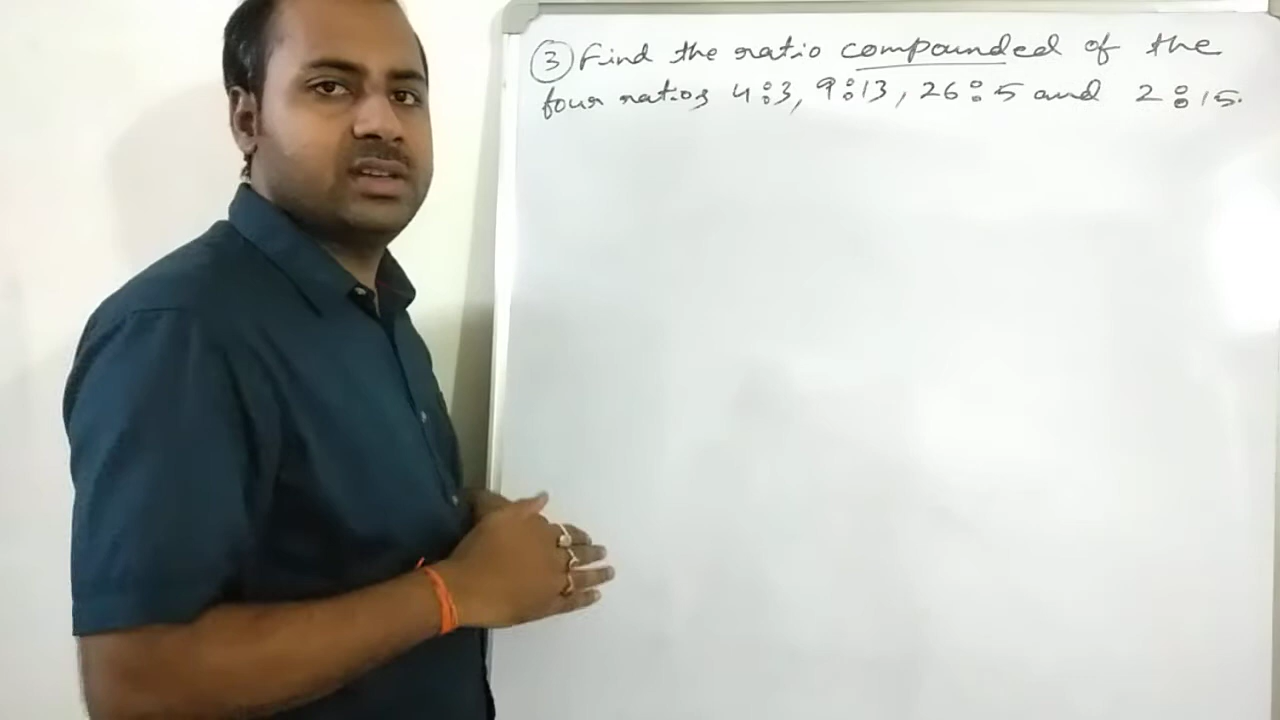 ③ Find the ratio compounded of the
four ratios 4:3, 9:13, 26:5 and 2:15.